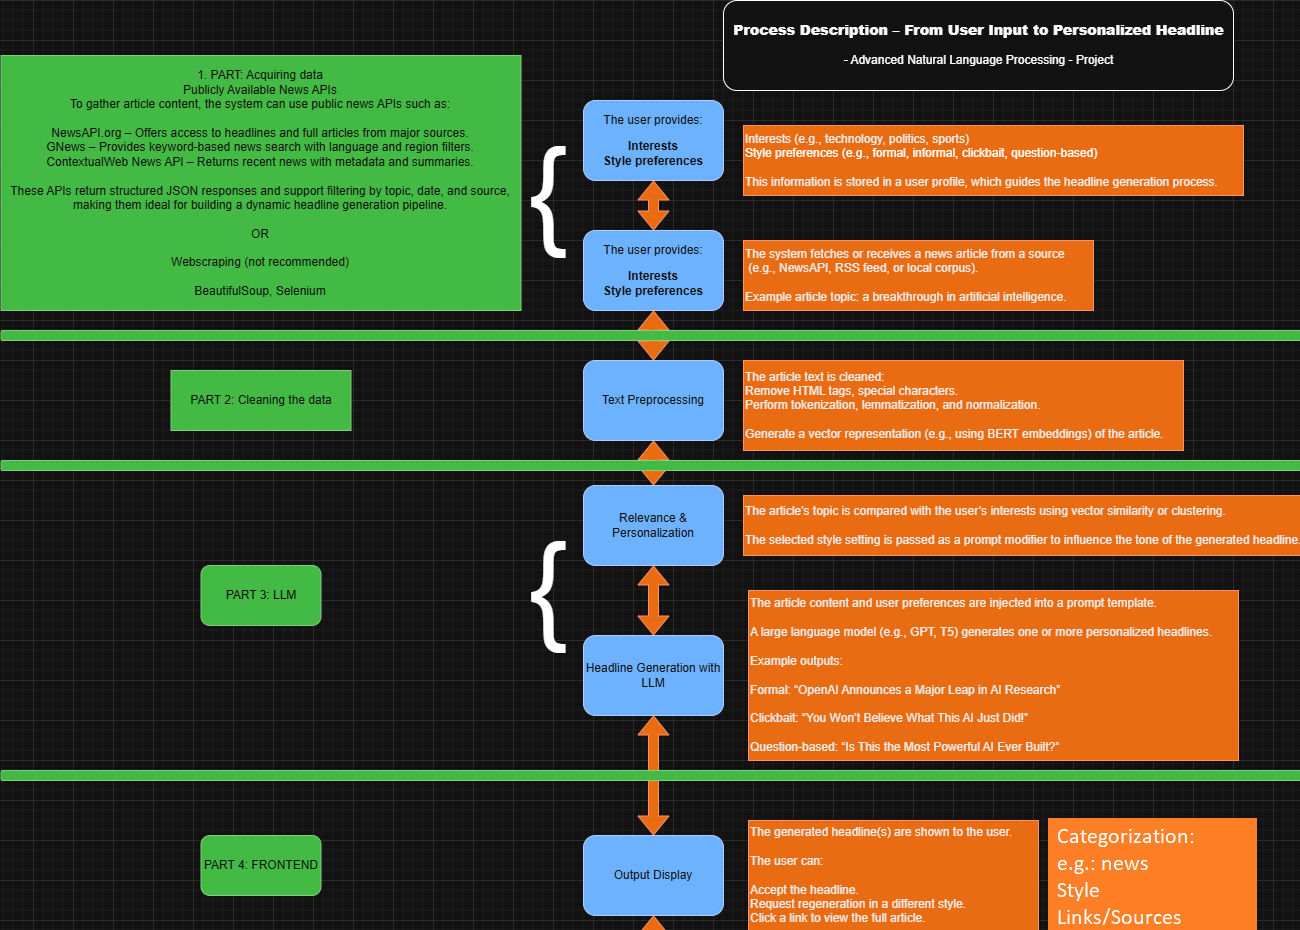 Process Description – From User Input to Personalized Headline
- Advanced Natural Language Processing - Project
1. PART: Acquiring data
Publicly Available News APIs
To gather article content, the system can use public news APIs such as:
NewsAPI.org – Offers access to headlines and full articles from major sources.
GNews – Provides keyword-based news search with language and region filters.
ContextualWeb News API – Returns recent news with metadata and summaries.
These APIs return structured JSON responses and support filtering by topic, date, and source,
making them ideal for building a dynamic headline generation pipeline.
OR
Webscraping (not recommended)
BeautifulSoup, Selenium
The user provides:
Interests
Style preferences
Interests (e.g., technology, politics, sports)
Style preferences (e.g., formal, informal, clickbait, question-based)
This information is stored in a user profile, which guides the headline generation process.
The user provides:
Interests
Style preferences
The system fetches or receives a news article from a source
(e.g., NewsAPI, RSS feed, or local corpus).
Example article topic: a breakthrough in artificial intelligence.
PART 2: Cleaning the data
Text Preprocessing
The article text is cleaned:
Remove HTML tags, special characters.
Perform tokenization, lemmatization, and normalization.
Generate a vector representation (e.g., using BERT embeddings) of the article.
PART 3: LLM
Relevance &
Personalization
The article's topic is compared with the user's interests using vector similarity or clustering.
The selected style setting is passed as a prompt modifier to influence the tone of the generated headline.
Headline Generation with
LLM
The article content and user preferences are injected into a prompt template.
A large language model (e.g., GPT, T5) generates one or more personalized headlines.
Example outputs:
Formal: “OpenAI Announces a Major Leap in AI Research”
Clickbait: “You Won’t Believe What This AI Just Did!”
Question-based: “Is This the Most Powerful AI Ever Built?”
PART 4: FRONTEND
Output Display
The generated headline(s) are shown to the user.
The user can:
Accept the headline.
Request regeneration in a different style.
Click a link to view the full article.
Categorization:
e.g.: news
Style
Links/Sources